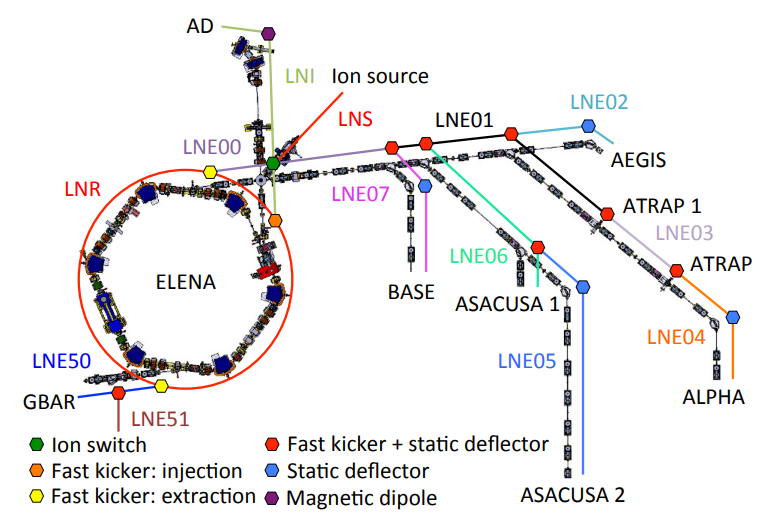 AD
LNI
Ion source
LNS
LNE00
LNE01
LNE02
AEGIS
LNR
LNE07
ATRAP 1
LNE03
ELENA
LNE06
ATRAP
BASE
ASACUSA 1
LNE04
LNE50
LNE05
GBAR
ALPHA
LNE51
Ion switch
Fast kicker: injection
Fast kicker: extraction
Fast kicker + static deflector
Static deflector
Magnetic dipole
ASACUSA 2